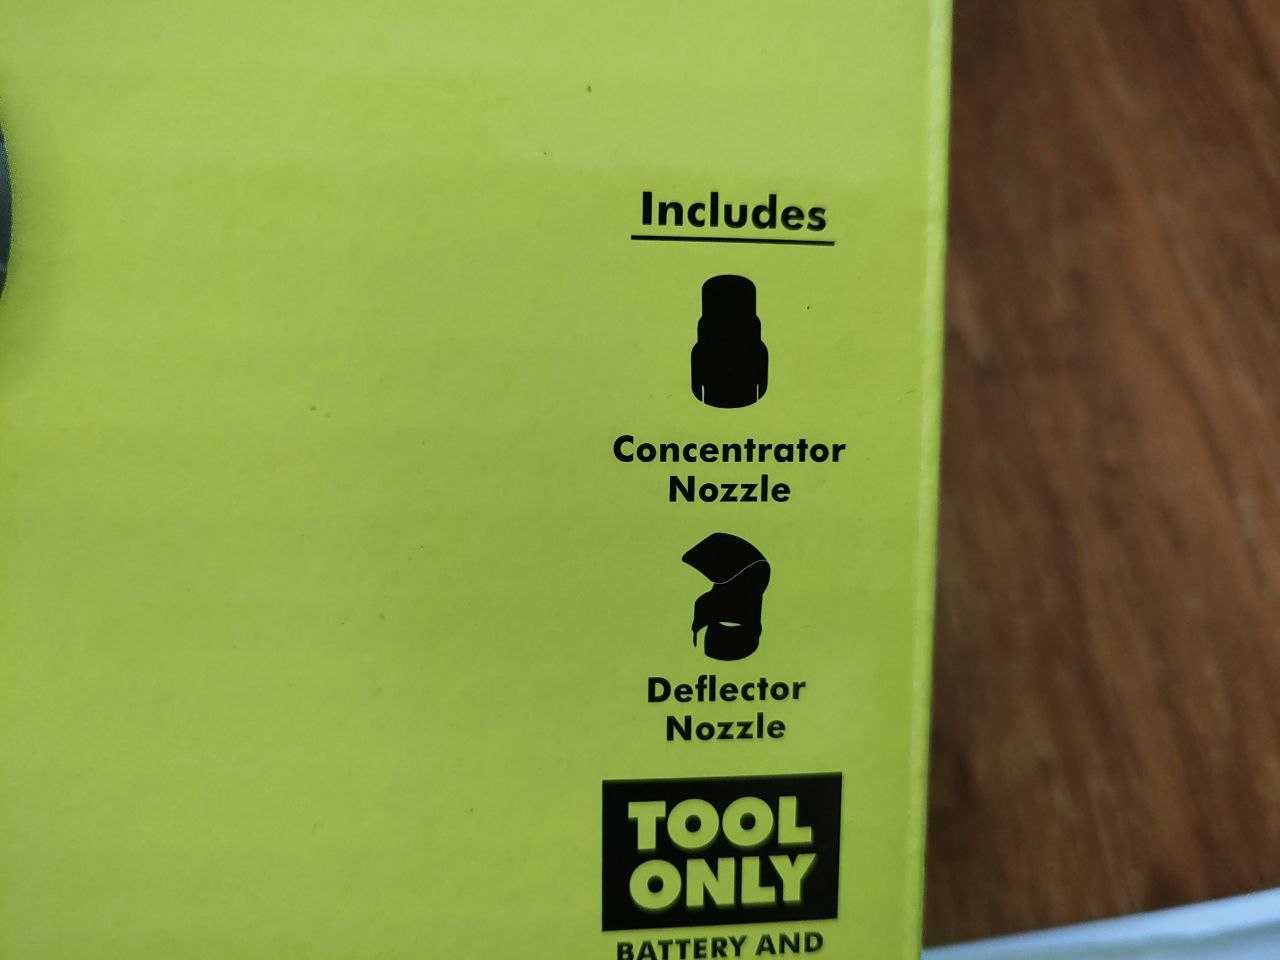 Includes
Concentrator
Nozzle
Deflector
Nozzle
TOOL
ONLY
BATTERY AND